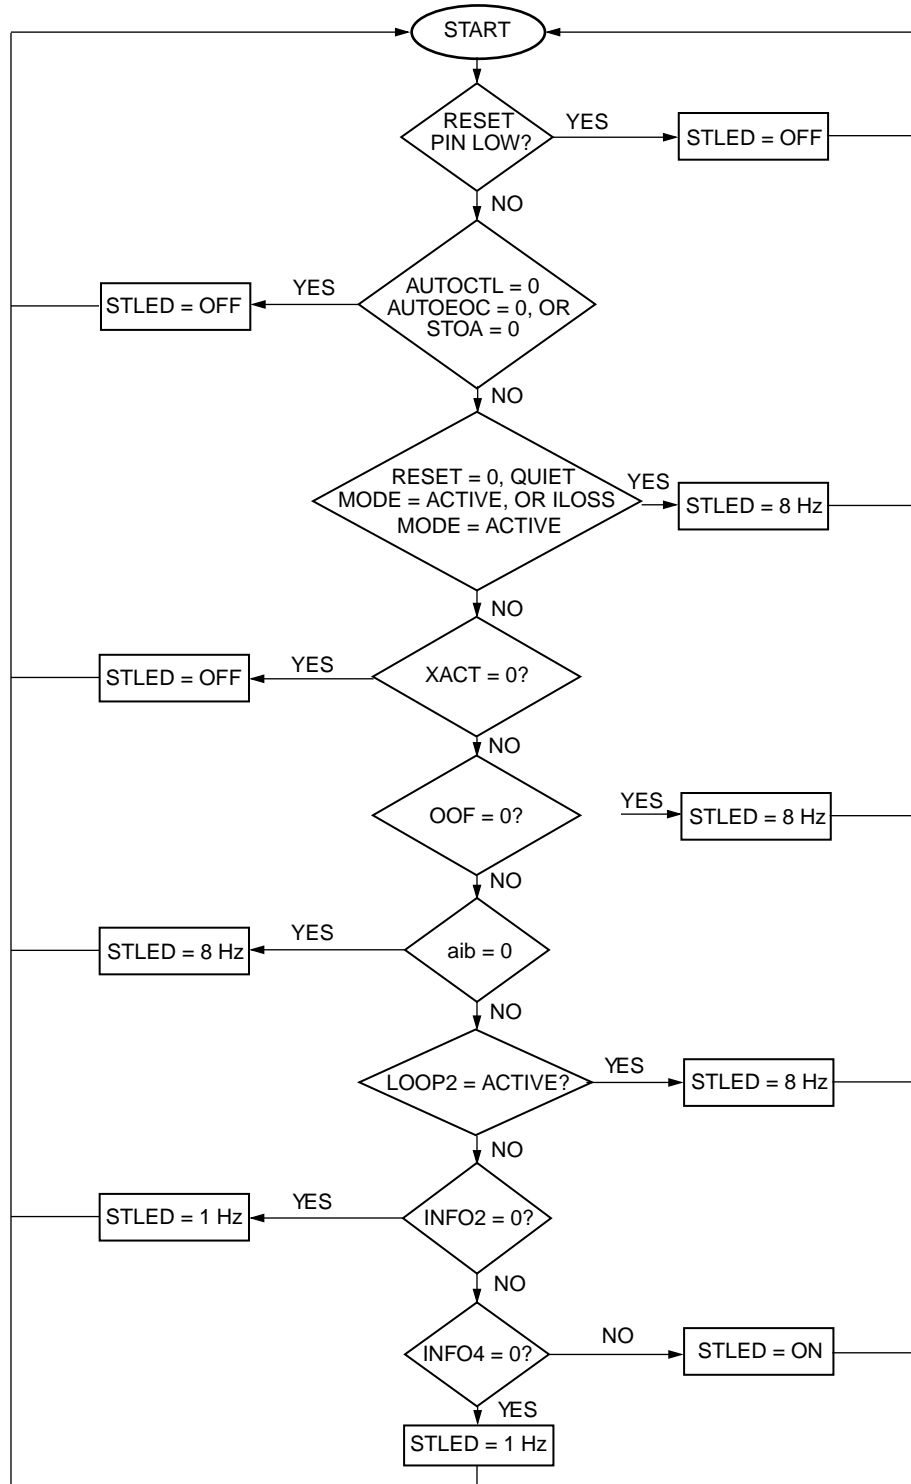 START
RESET
PIN LOW?
YES
STLED = OFF
NO
AUTOCTL = 0
AUTOEOC = 0, OR
STOA = 0
YES
STLED = OFF
NO
RESET = 0, QUIET
MODE = ACTIVE, OR ILOSS
MODE = ACTIVE
YES
STLED = 8 Hz
NO
XACT = 0?
YES
STLED = OFF
NO
OOF = 0?
YES
STLED = 8 Hz
NO
aib = 0
YES
STLED = 8 Hz
NO
LOOP2 = ACTIVE?
YES
STLED = 8 Hz
NO
INFO2 = 0?
YES
STLED = 1 Hz
NO
INFO4 = 0?
NO
STLED = ON
YES
STLED = 1 Hz